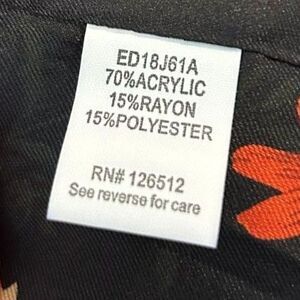 ED18J61A
70%ACRYLIC
15%RAYON
15%POLYESTER
RN# 126512
See reverse for care